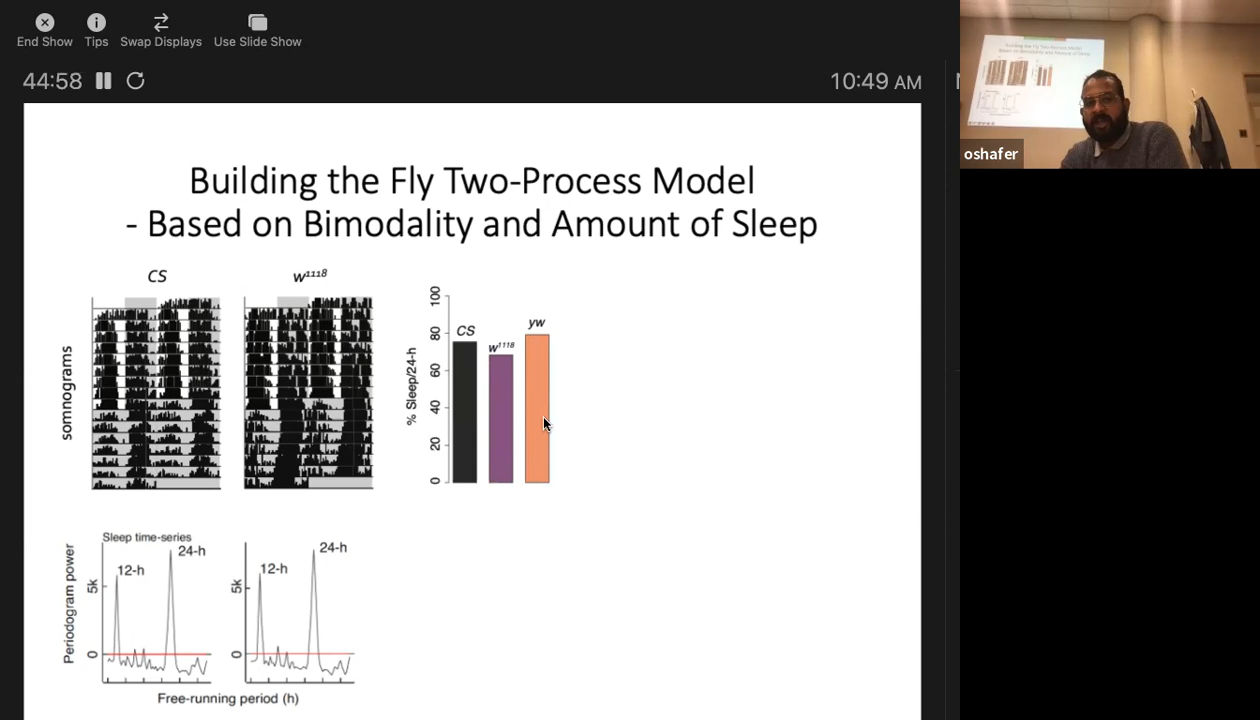 End Show
Tips
Swap Displays
Use Slide Show
44:58
10:49 AM
oshafer
Building the Fly Two-Process Model
- Based on Bimodality and Amount of Sleep
CS
w1118
somnograms
% Sleep/24-h
100
80
60
40
20
0
CS
w1118
yw
Sleep time-series
Periodogram power
5k
0
12-h
24-h
5k
0
12-h
24-h
Free-running period (h)